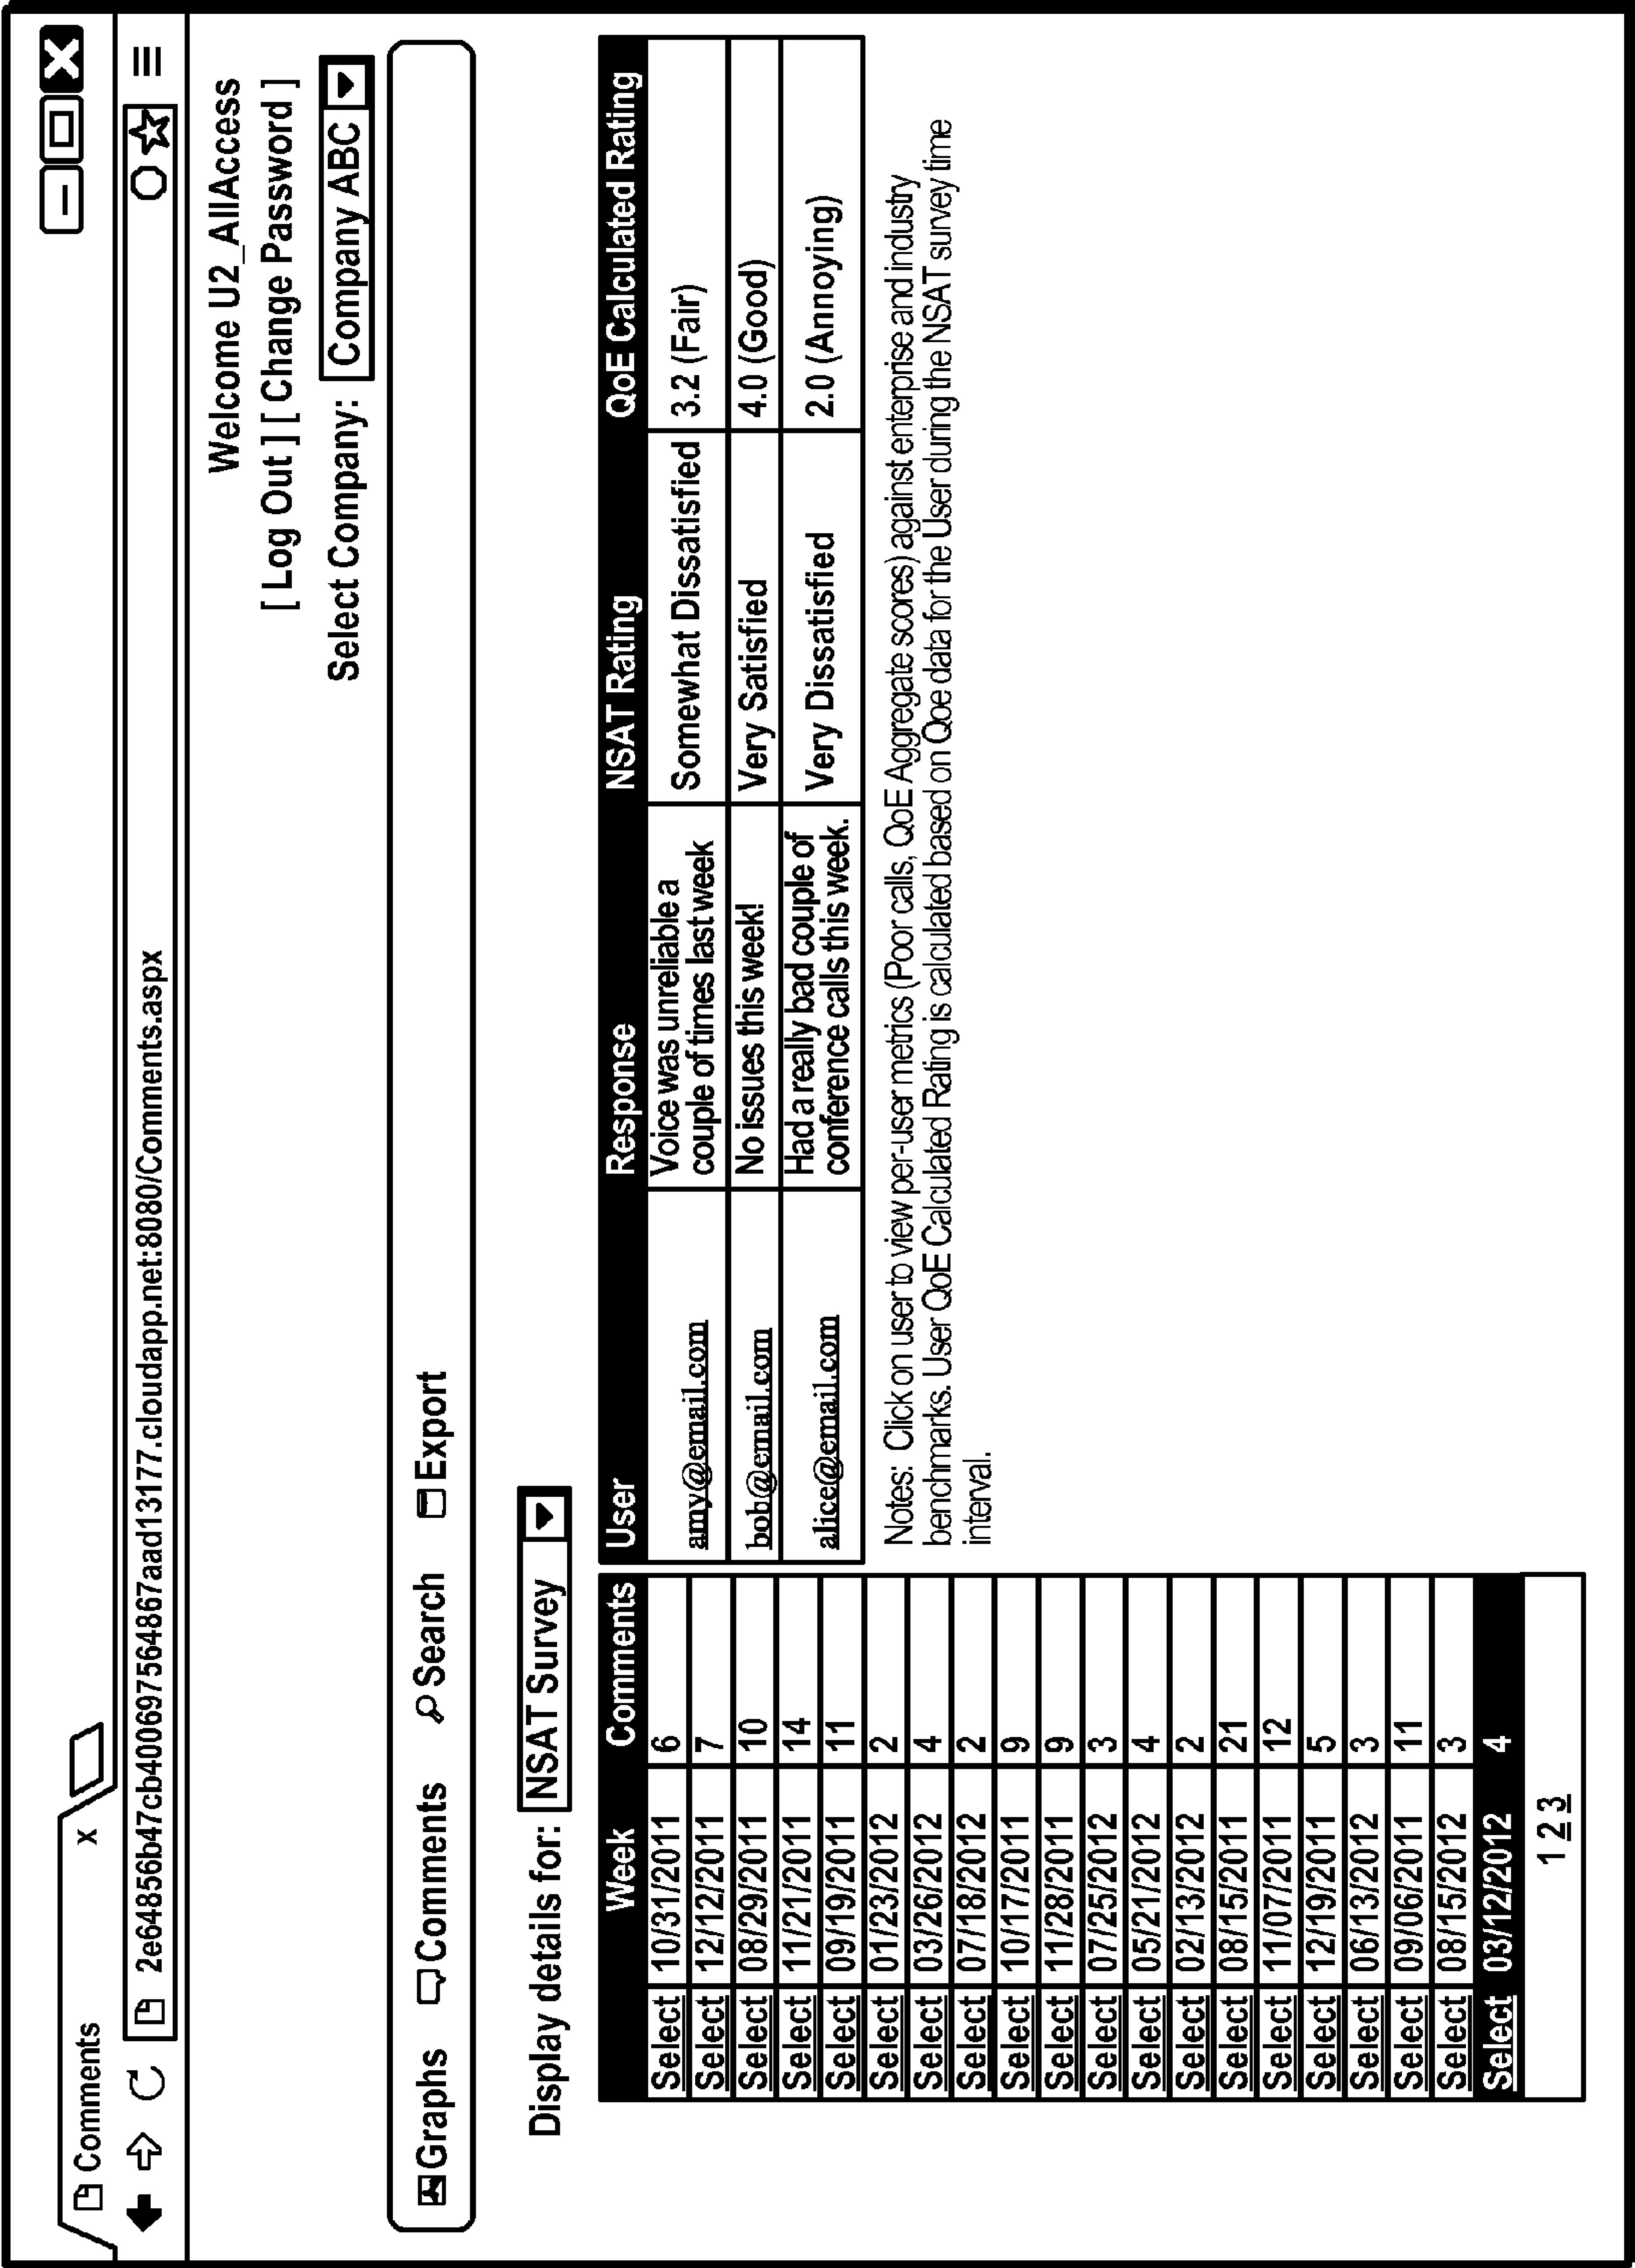 Comments x
2e64856b47cb400697564867aad13177.cloudapp.net:8080/Comments.aspx
Welcome U2_AllAccess
[ Log Out ] [ Change Password ]
Select Company: Company ABC
Graphs Comments Search Export
Display details for: NSAT Survey
Week Comments
Select 10/31/2011 6
Select 12/12/2011 7
Select 08/29/2011 10
Select 11/21/2011 14
Select 09/19/2011 11
Select 01/23/2012 2
Select 03/26/2012 4
Select 07/18/2012 2
Select 10/17/2011 9
Select 11/28/2011 9
Select 07/25/2012 3
Select 05/21/2012 4
Select 02/13/2012 2
Select 08/15/2011 21
Select 11/07/2011 12
Select 12/19/2011 5
Select 06/13/2012 3
Select 09/06/2011 11
Select 08/15/2012 3
Select 03/12/2012 4
1 2 3
User Response NSAT Rating QoE Calculated Rating
amy@email.com Voice was unreliable a
couple of times last week Somewhat Dissatisfied 3.2 (Fair)
bob@email.com No issues this week! Very Satisfied 4.0 (Good)
alice@email.com Had a really bad couple of
conference calls this week. Very Dissatisfied 2.0 (Annoying)
Notes: Click on user to view per-user metrics (Poor calls, QoE Aggregate scores) against enterprise and industry
benchmarks. User QoE Calculated Rating is calculated based on Qoe data for the User during the NSAT survey time
interval.